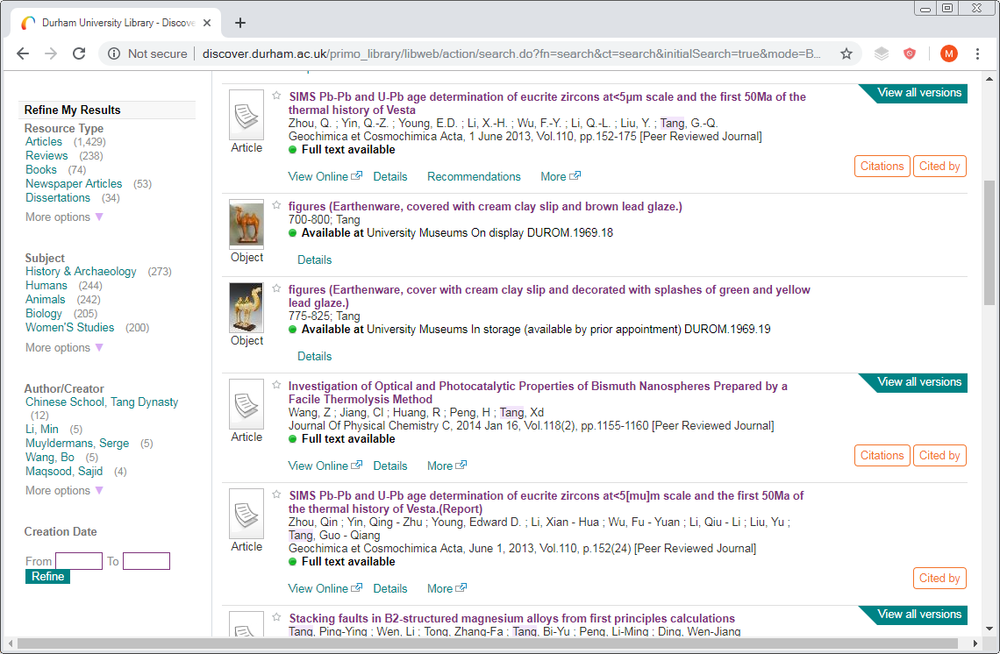 Durham University Library - Discove
Not secure
discover.durham.ac.uk/primo_library/libweb/action/search.do?fn=search&ct=search&initialSearch=true&mode=B...
M
Refine My Results
Resource Type
Articles (1,429)
Reviews (238)
Books (74)
Newspaper Articles (53)
Dissertations (34)
More options
Subject
History & Archaeology (273)
Humans (244)
Animals (242)
Biology (205)
Women'S Studies (200)
More options
Author/Creator
Chinese School, Tang Dynasty
(12)
Li, Min (5)
Muyldermans, Serge (5)
Wang, Bo (5)
Maqsood, Sajid (4)
More options
Creation Date
From To
Refine
Article
SIMS Pb-Pb and U-Pb age determination of eucrite zircons at<5μm scale and the first 50Ma of the
thermal history of Vesta
Zhou, Q. ; Yin, Q.-Z. ; Young, E.D. ; Li, X.-H. ; Wu, F.-Y. ; Li, Q.-L. ; Liu, Y. ; Tang, G.-Q.
Geochimica et Cosmochimica Acta, 1 June 2013, Vol.110, pp.152-175 [Peer Reviewed Journal]
Full text available
View all versions
View Online Details Recommendations More
Citations Cited by
Object
figures (Earthenware, covered with cream clay slip and brown lead glaze.)
700-800; Tang
Available at University Museums On display DUROM.1969.18
Details
Object
figures (Earthenware, cover with cream clay slip and decorated with splashes of green and yellow
lead glaze.)
775-825; Tang
Available at University Museums In storage (available by prior appointment) DUROM.1969.19
Details
Article
Investigation of Optical and Photocatalytic Properties of Bismuth Nanospheres Prepared by a
Facile Thermolysis Method
Wang, Z ; Jiang, Cl ; Huang, R ; Peng, H ; Tang, Xd
Journal Of Physical Chemistry C, 2014 Jan 16, Vol.118(2), pp.1155-1160 [Peer Reviewed Journal]
Full text available
View all versions
View Online Details More
Citations Cited by
Article
SIMS Pb-Pb and U-Pb age determination of eucrite zircons at<5[mu]m scale and the first 50Ma of
the thermal history of Vesta.(Report)
Zhou, Qin ; Yin, Qing - Zhu ; Young, Edward D. ; Li, Xian - Hua ; Wu, Fu - Yuan ; Li, Qiu - Li ; Liu, Yu ;
Tang, Guo - Qiang
Geochimica et Cosmochimica Acta, June 1, 2013, Vol.110, p.152(24) [Peer Reviewed Journal]
Full text available
View Online Details More
Cited by
Stacking faults in B2-structured magnesium alloys from first principles calculations
Tang, Ping-Ying ; Wen, Li ; Tong, Zhang-Fa ; Tang, Bi-Yu ; Peng, Li-Ming ; Ding, Wen-Jiang
View all versions